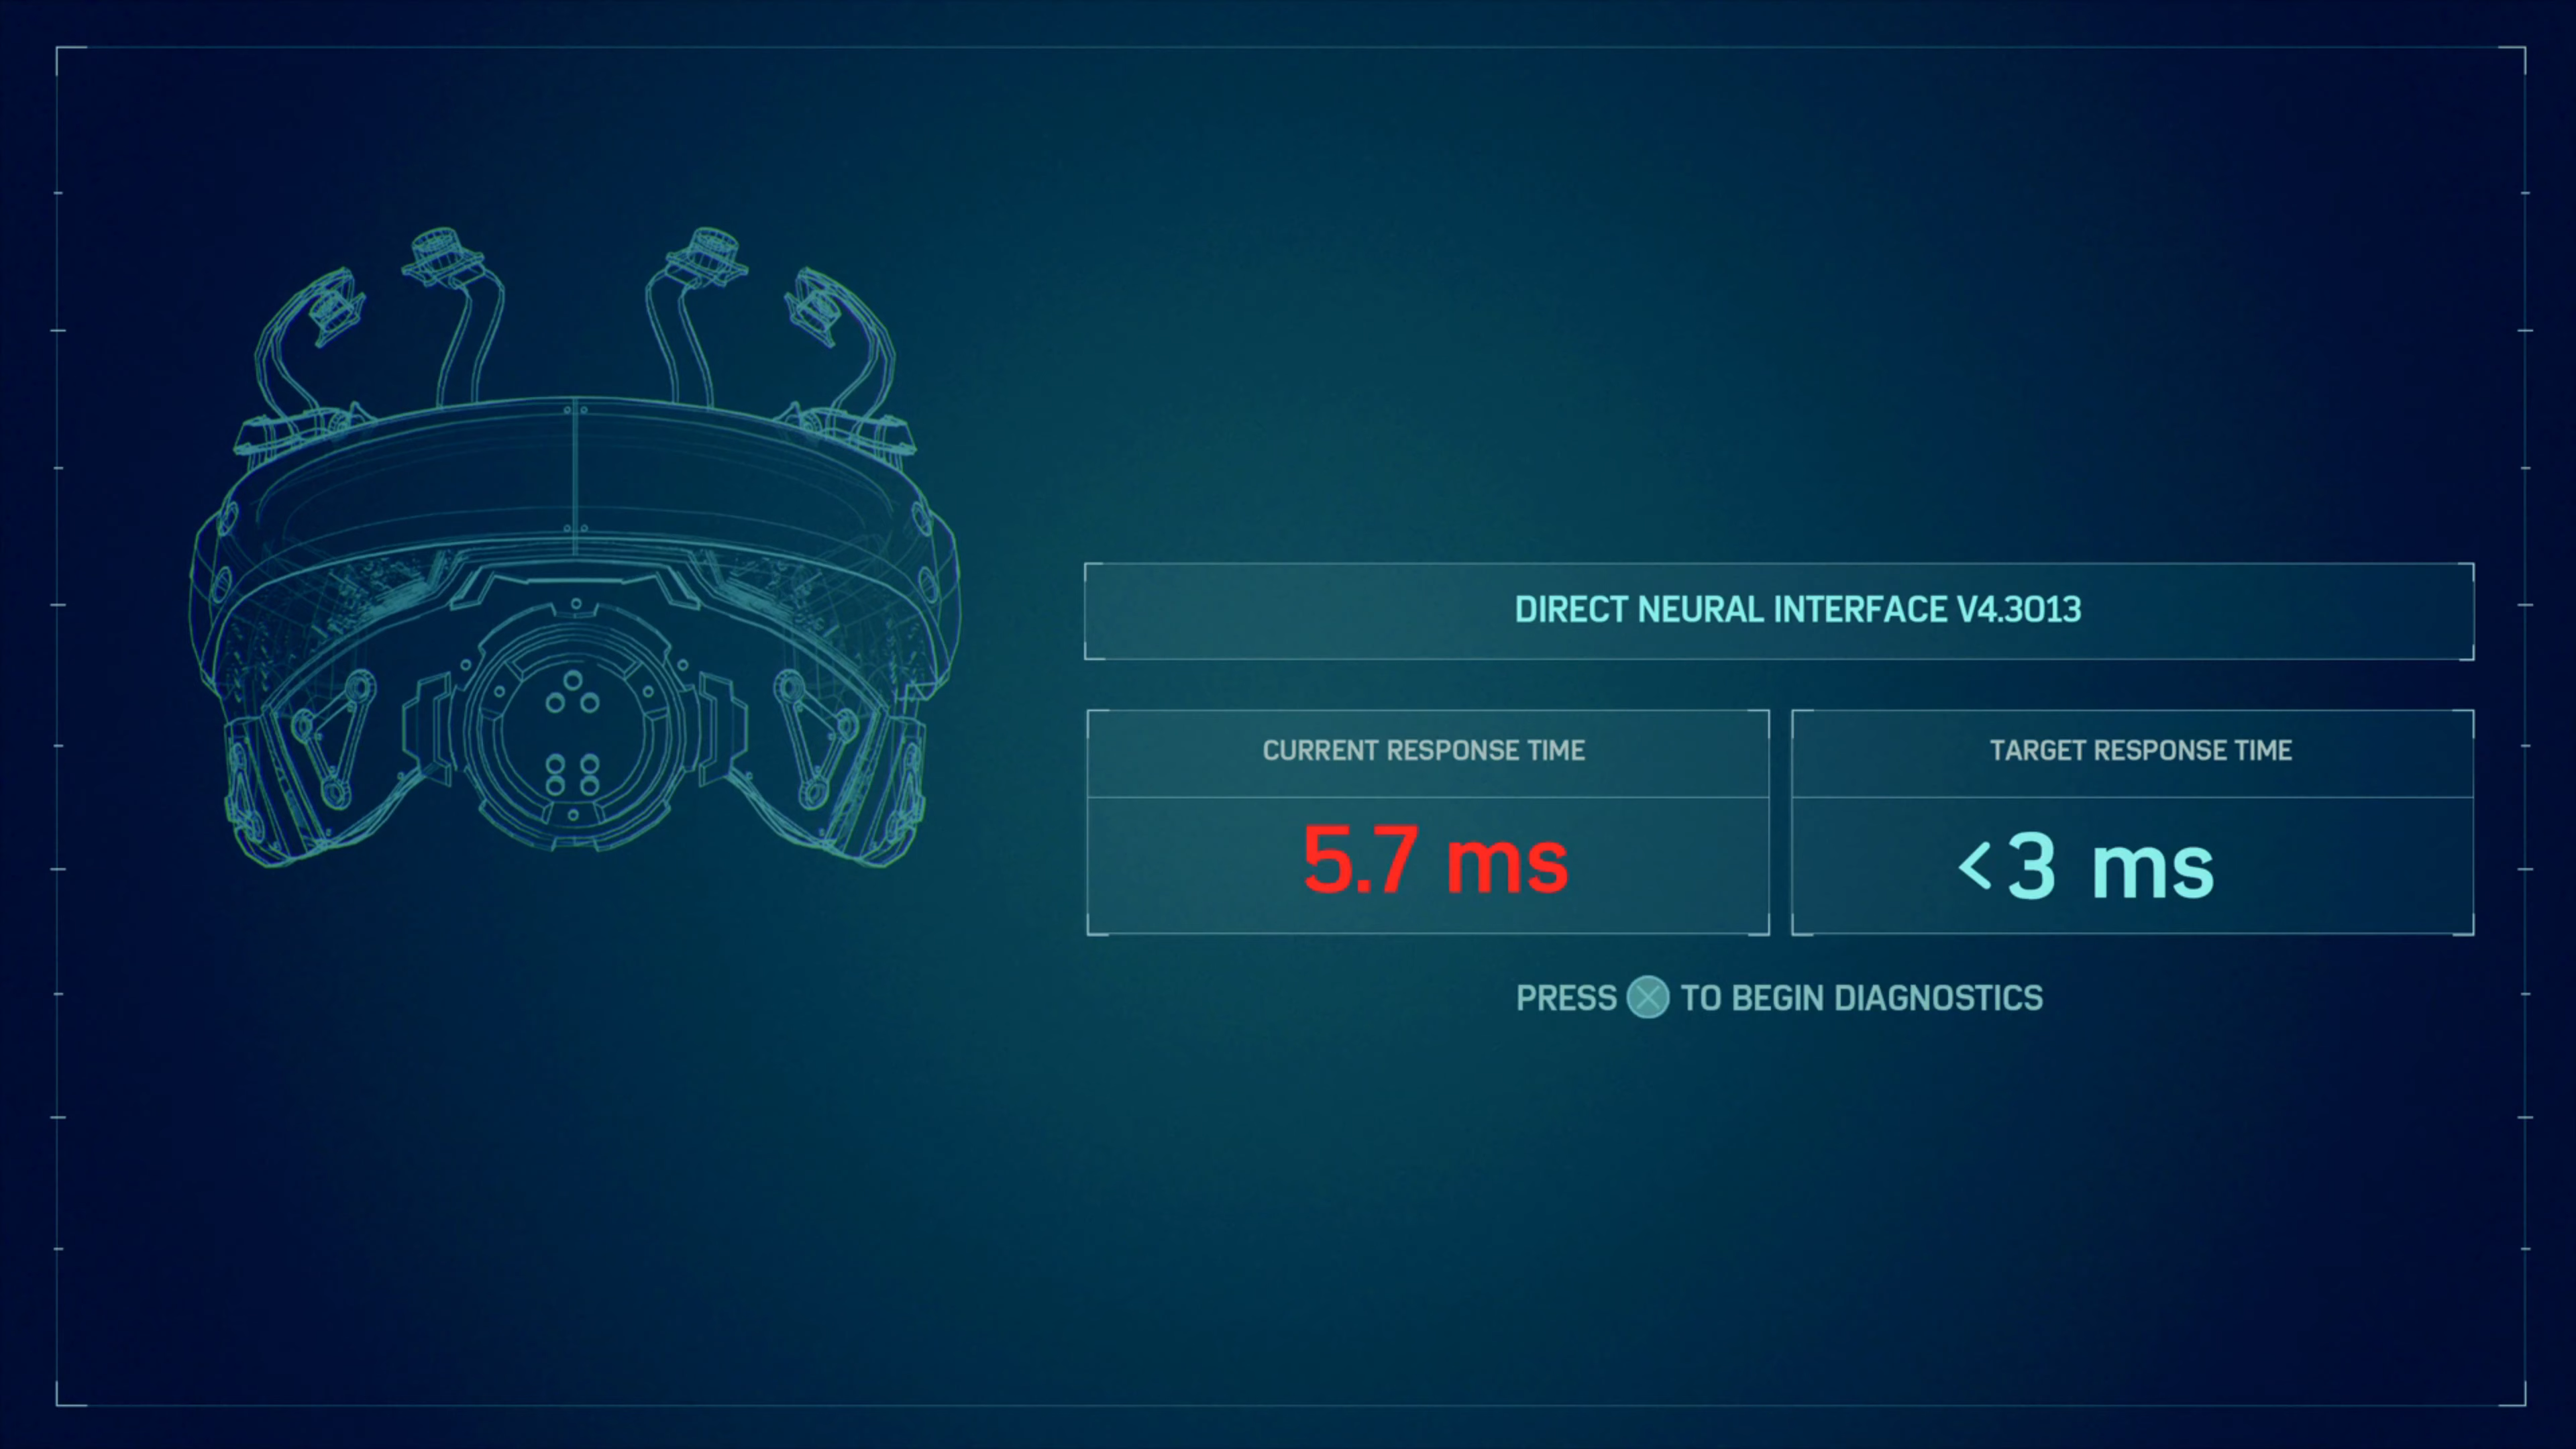 DIRECT NEURAL INTERFACE V4.3013
CURRENT RESPONSE TIME
5.7 ms
TARGET RESPONSE TIME
<3 ms
PRESS TO BEGIN DIAGNOSTICS